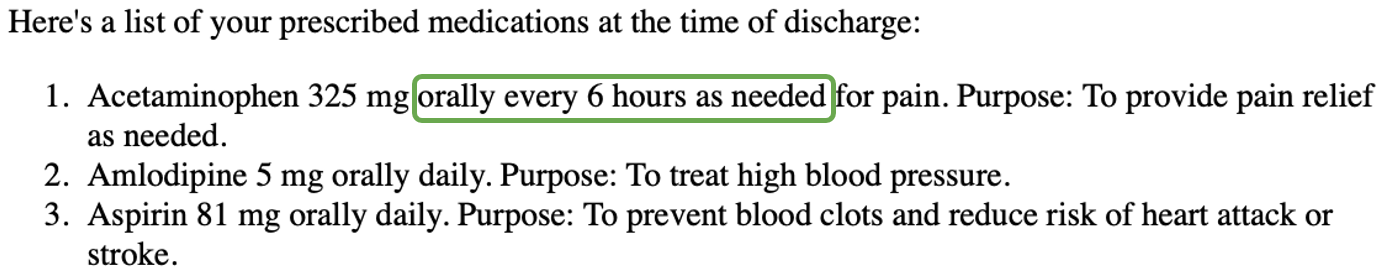 Here's a list of your prescribed medications at the time of discharge:
1. Acetaminophen 325 mg orally every 6 hours as needed for pain. Purpose: To provide pain relief
as needed.
2. Amlodipine 5 mg orally daily. Purpose: To treat high blood pressure.
3. Aspirin 81 mg orally daily. Purpose: To prevent blood clots and reduce risk of heart attack or
stroke.